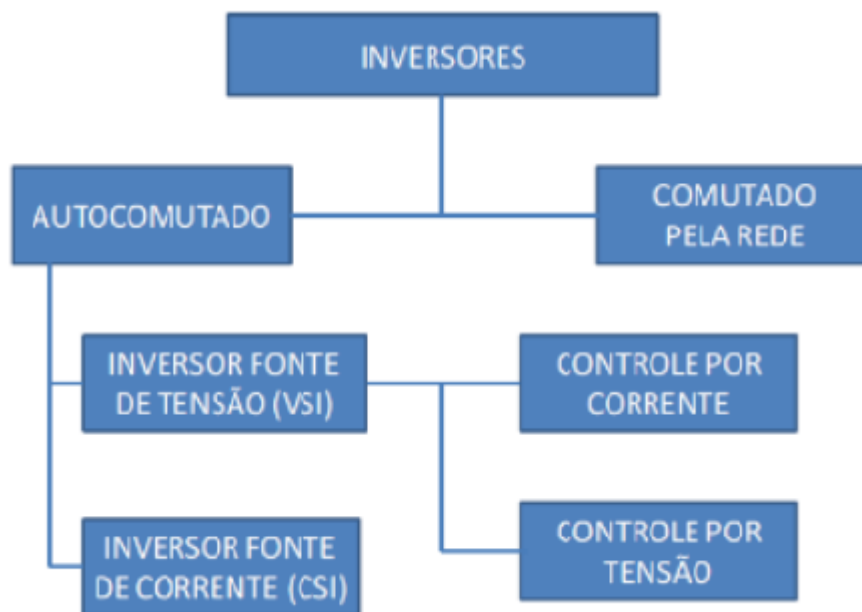 INVERSORES
AUTOCOMUTADO
COMUTADO
PELA REDE
INVERSOR FONTE
DE TENSÃO (VSI)
CONTROLE POR
CORRENTE
INVERSOR FONTE
DE CORRENTE (CSI)
CONTROLE POR
TENSÃO